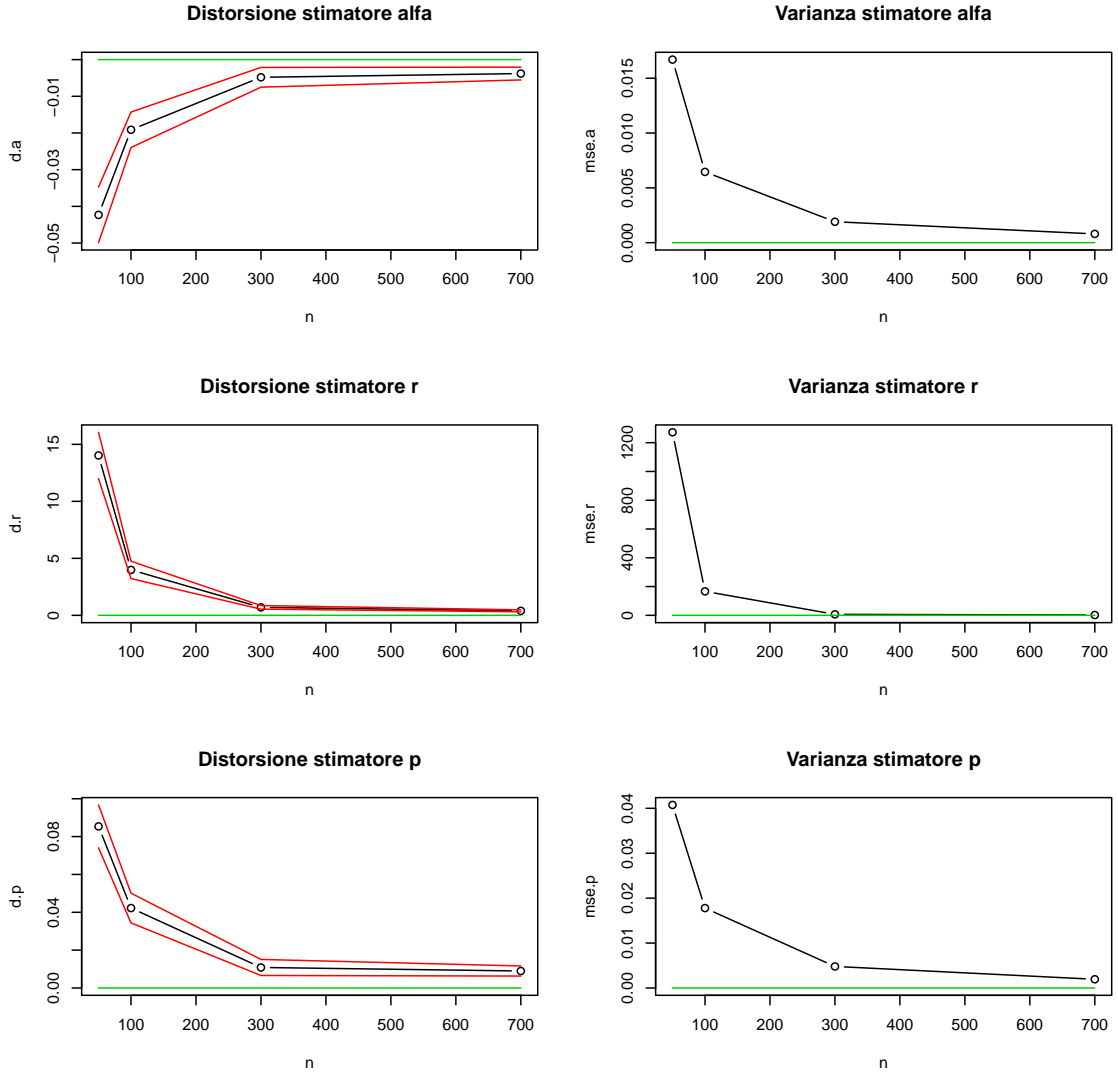 Distorsione stimatore alfa
d.a
−0.05
−0.03
−0.01
100 200 300 400 500 600 700
n
Varianza stimatore alfa
mse.a
0.000
0.005
0.010
0.015
100 200 300 400 500 600 700
n
Distorsione stimatore r
d.r
0
5
10
15
100 200 300 400 500 600 700
n
Varianza stimatore r
mse.r
0
400
800
1200
100 200 300 400 500 600 700
n
Distorsione stimatore p
d.p
0.00
0.04
0.08
100 200 300 400 500 600 700
n
Varianza stimatore p
mse.p
0.00
0.01
0.02
0.03
0.04
100 200 300 400 500 600 700
n